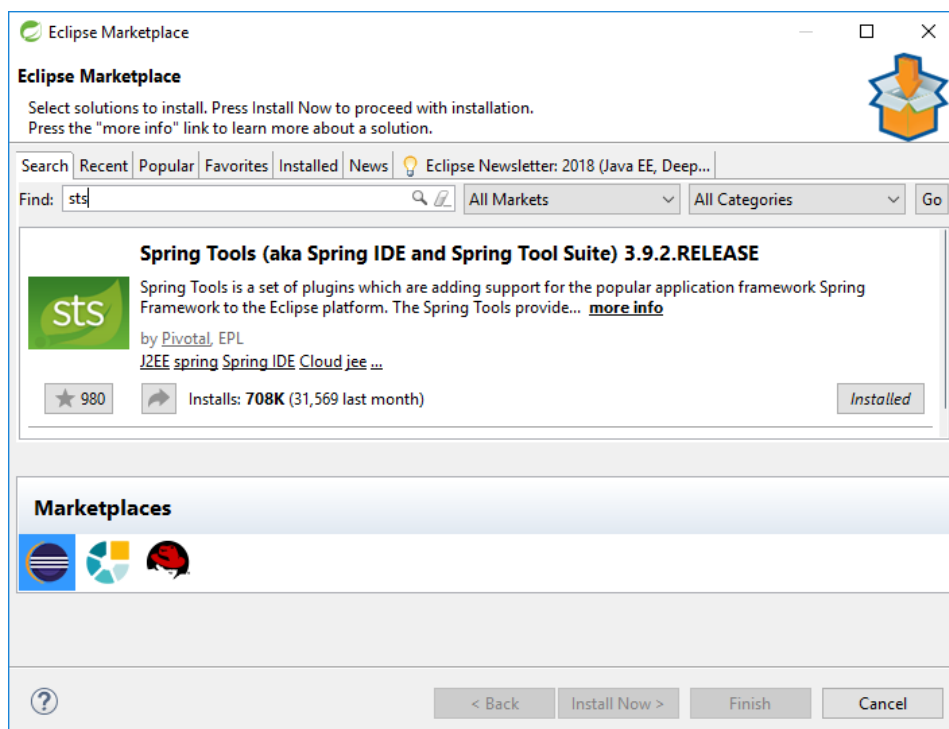 Eclipse Marketplace
Eclipse Marketplace
Select solutions to install. Press Install Now to proceed with installation.
Press the "more info" link to learn more about a solution.
Search Recent Popular Favorites Installed News Eclipse Newsletter: 2018 (Java EE, Deep...
Find: sts All Markets All Categories Go
Spring Tools (aka Spring IDE and Spring Tool Suite) 3.9.2.RELEASE
Spring Tools is a set of plugins which are adding support for the popular application framework Spring
sts
Framework to the Eclipse platform. The Spring Tools provide... more info
by Pivotal, EPL
J2EE spring Spring IDE Cloud jee ...
980 Installs: 708K (31,569 last month) Installed
Marketplaces
? < Back Install Now > Finish Cancel